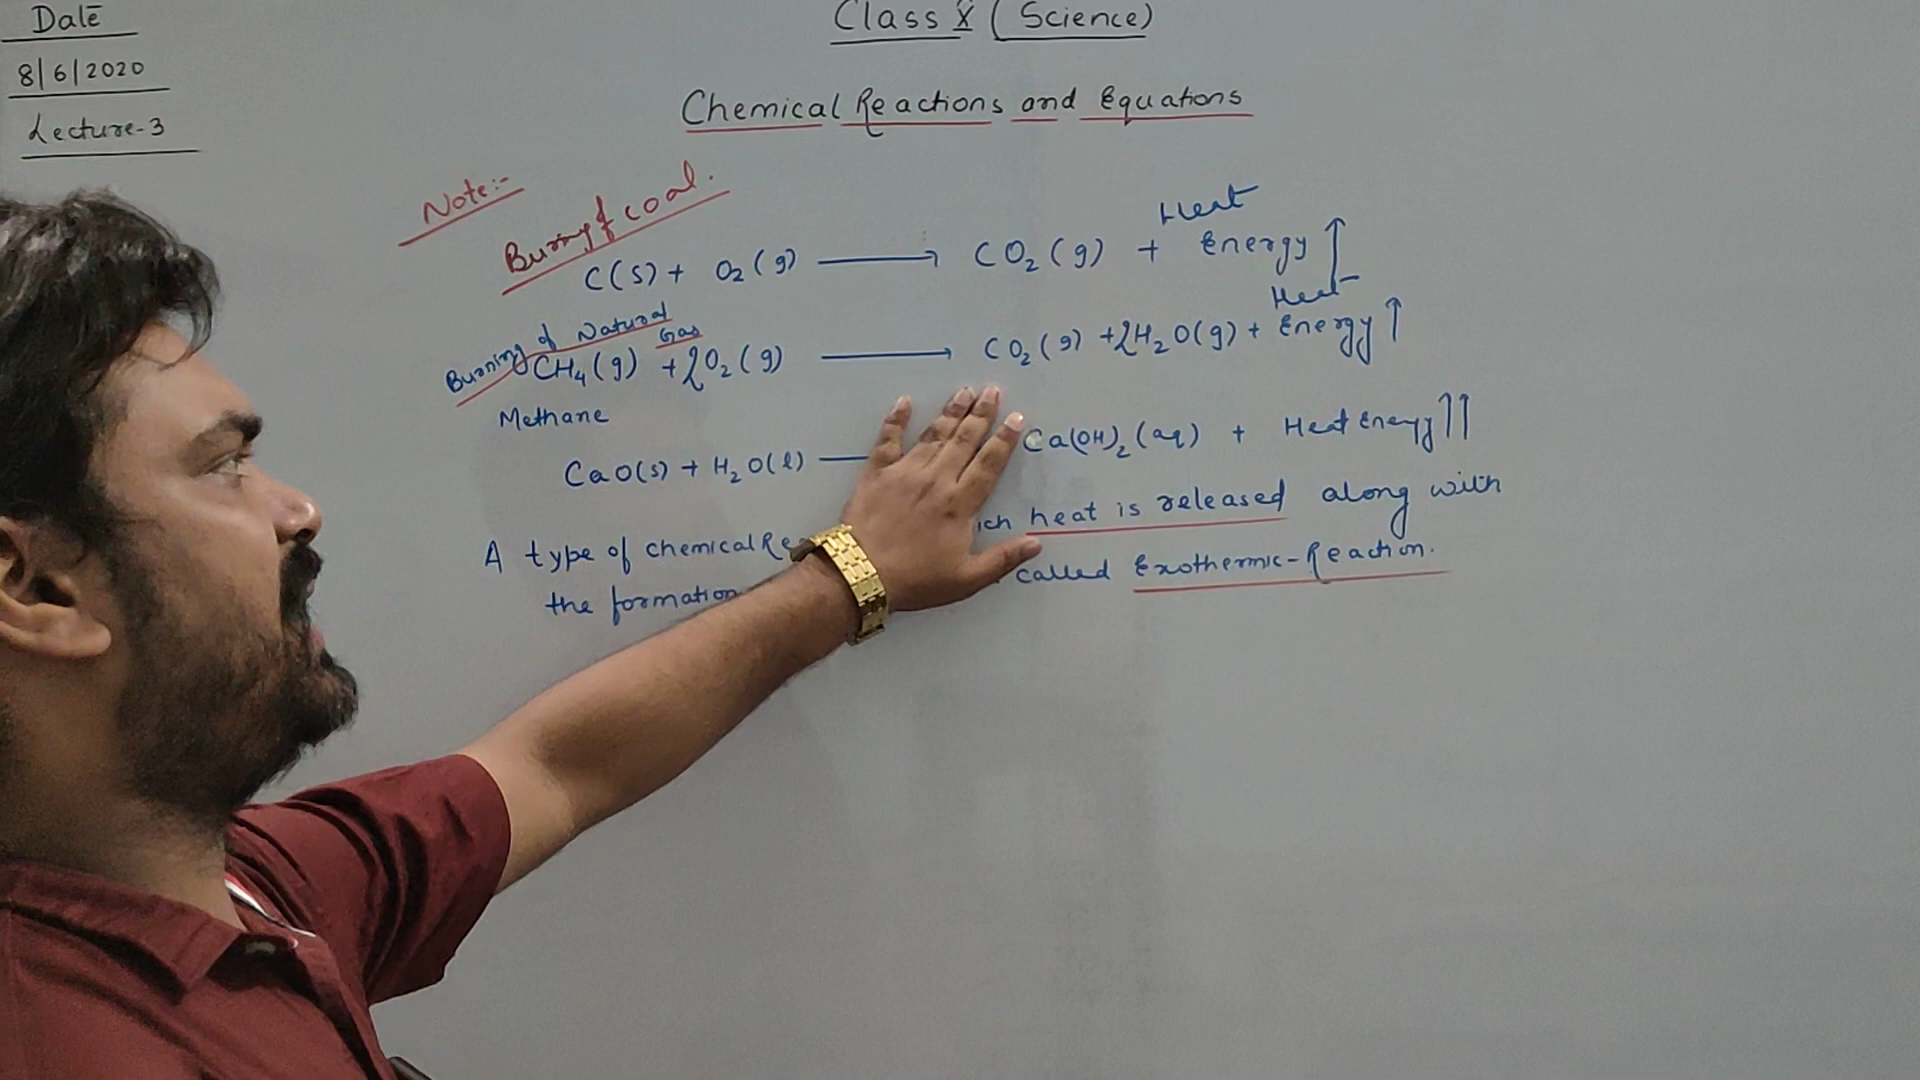 Date
8/6/2020
Lecture-3
Class X (Science)
Chemical Reactions and Equations
Note:-
Burning of coal.
C(s) + O₂(g) ⟶ CO₂(g) + Heat Energy ↑
Burning of Natural Gas
CH₄(g) + 2O₂(g) ⟶ CO₂(g) + 2H₂O(g) + Heat Energy ↑
Methane
CaO(s) + H₂O(l) — Ca(OH)₂(aq) + Heat Energy ↑↑
A type of chemical Re ich heat is released along with
the formation called Exothermic-Reaction.